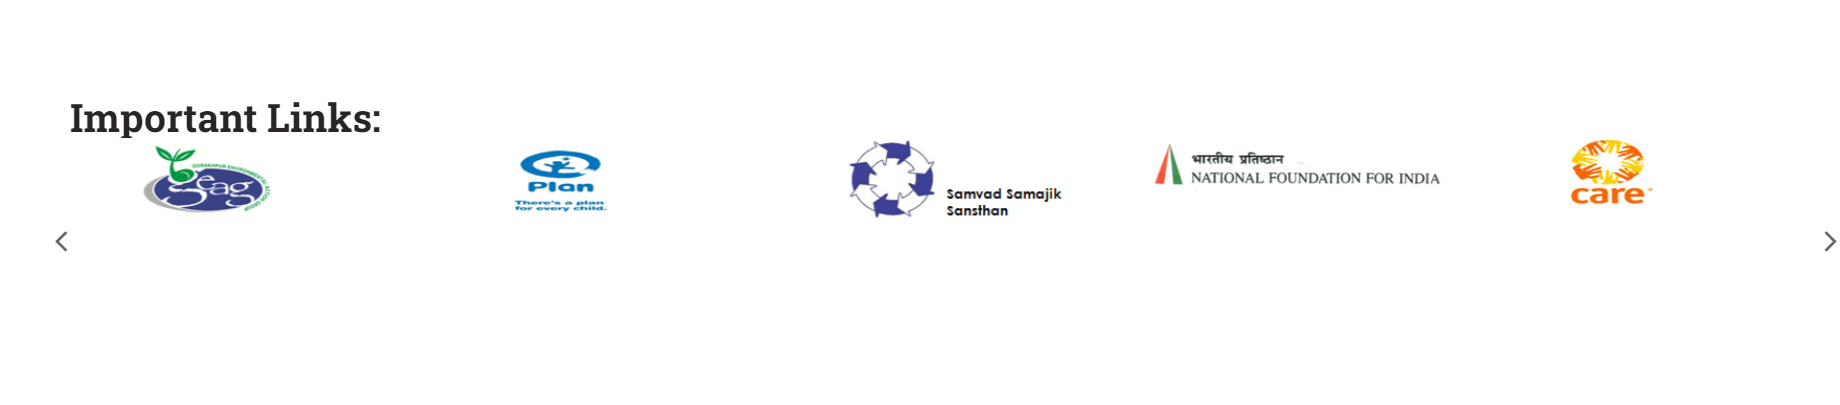 Important Links:
GORAKHPUR ENVIRONMENTAL ACTION GROUP
geag
Plan
There's a plan
for every child.
Samvad Samajik
Sansthan
भारतीय प्रतिष्ठान
NATIONAL FOUNDATION FOR INDIA
care®